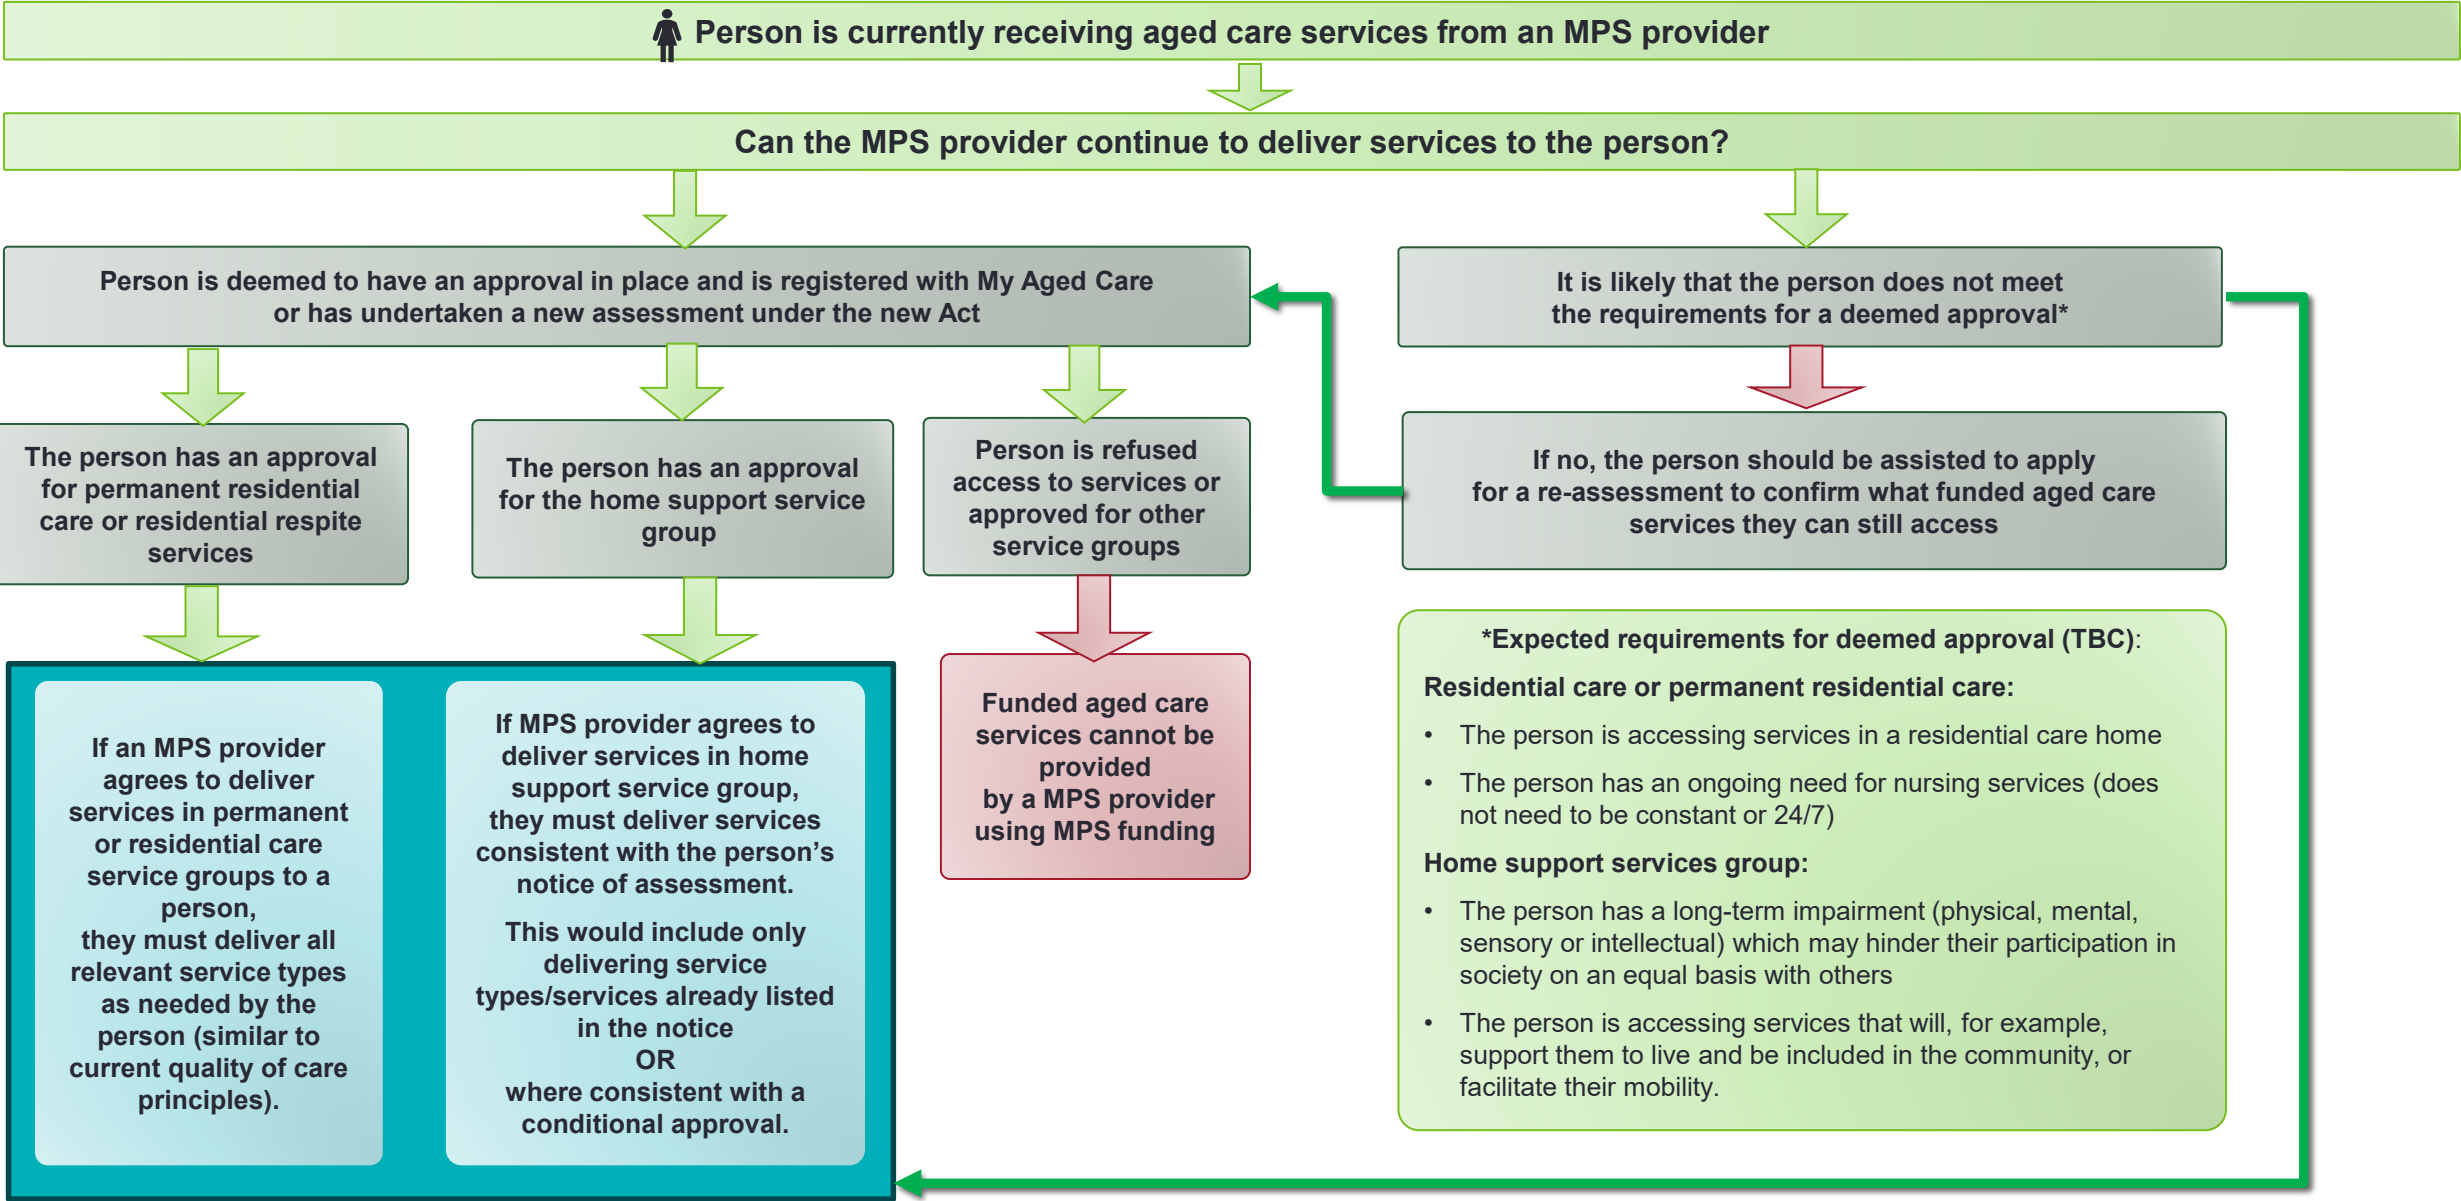 Person is currently receiving aged care services from an MPS provider
Can the MPS provider continue to deliver services to the person?
Person is deemed to have an approval in place and is registered with My Aged Care
or has undertaken a new assessment under the new Act
It is likely that the person does not meet
the requirements for a deemed approval*
The person has an approval
for permanent residential
care or residential respite
services
The person has an approval
for the home support service
group
Person is refused
access to services or
approved for other
service groups
If no, the person should be assisted to apply
for a re-assessment to confirm what funded aged care
services they can still access
If an MPS provider
agrees to deliver
services in permanent
or residential care
service groups to a
person,
they must deliver all
relevant service types
as needed by the
person (similar to
current quality of care
principles).
If MPS provider agrees to
deliver services in home
support service group,
they must deliver services
consistent with the person’s
notice of assessment.
This would include only
delivering service
types/services already listed
in the notice
OR
where consistent with a
conditional approval.
Funded aged care
services cannot be
provided
by a MPS provider
using MPS funding
*Expected requirements for deemed approval (TBC):
Residential care or permanent residential care:
• The person is accessing services in a residential care home
• The person has an ongoing need for nursing services (does
not need to be constant or 24/7)
Home support services group:
• The person has a long-term impairment (physical, mental,
sensory or intellectual) which may hinder their participation in
society on an equal basis with others
• The person is accessing services that will, for example,
support them to live and be included in the community, or
facilitate their mobility.